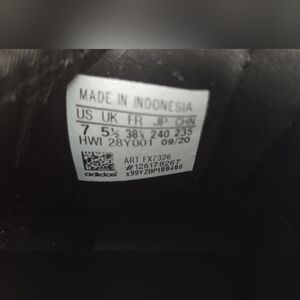 MADE IN INDONESIA
US UK FR JP CHN
7 5½ 38⅔ 240 235
HWI 28Y001 09/20
ART FX7326
#126178267
adidas